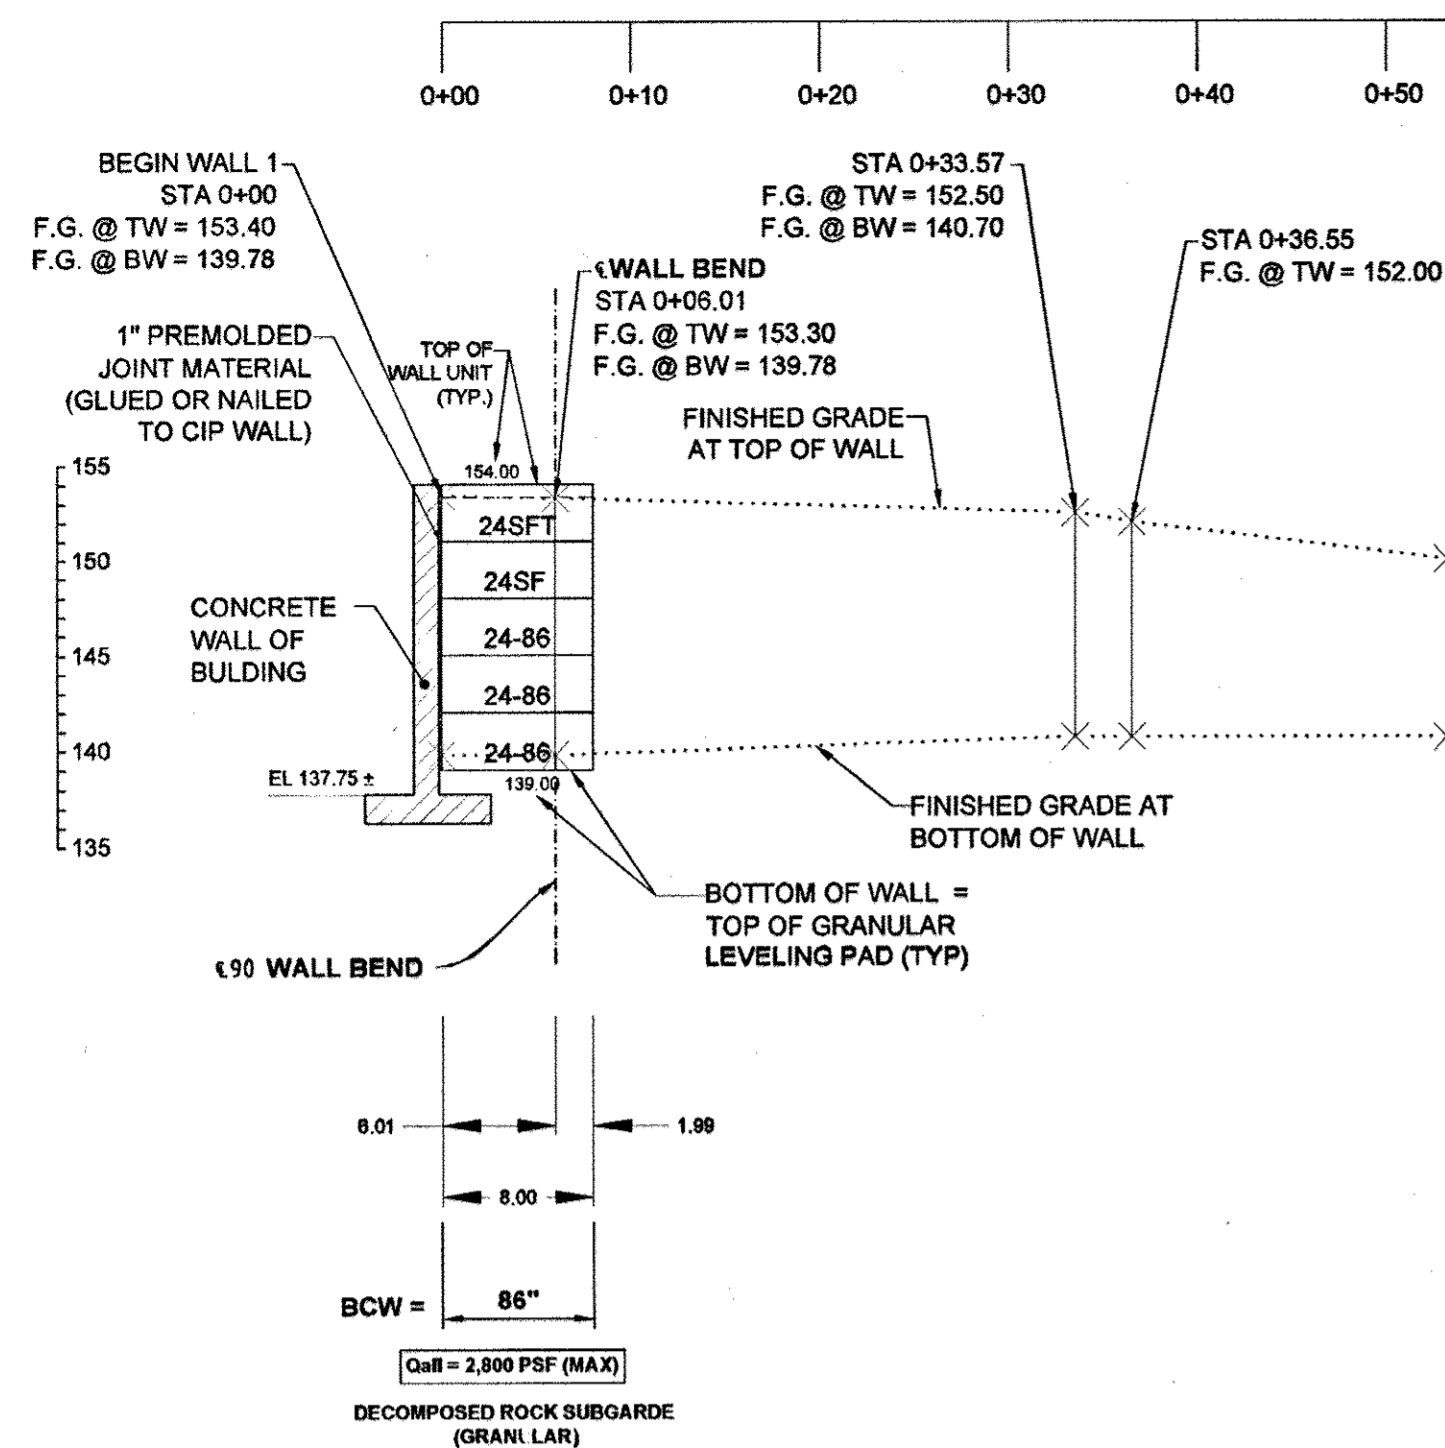 0+00 0+10 0+20 0+30 0+40 0+50
BEGIN WALL 1
STA 0+00
F.G. @ TW = 153.40
F.G. @ BW = 139.78
STA 0+33.57
F.G. @ TW = 152.50
F.G. @ BW = 140.70
STA 0+36.55
F.G. @ TW = 152.00
℄WALL BEND
STA 0+06.01
F.G. @ TW = 153.30
F.G. @ BW = 139.78
1" PREMOLDED
JOINT MATERIAL
(GLUED OR NAILED
TO CIP WALL)
TOP OF
WALL UNIT
(TYP.)
FINISHED GRADE
AT TOP OF WALL
155
150
145
140
135
154.00
24SFT
24SF
24-86
24-86
24-86
139.00
CONCRETE
WALL OF
BULDING
EL 137.75 ±
FINISHED GRADE AT
BOTTOM OF WALL
BOTTOM OF WALL =
TOP OF GRANULAR
LEVELING PAD (TYP)
℄90 WALL BEND
6.01
1.99
8.00
BCW = 86"
Qall = 2,800 PSF (MAX)
DECOMPOSED ROCK SUBGARDE
(GRANULAR)